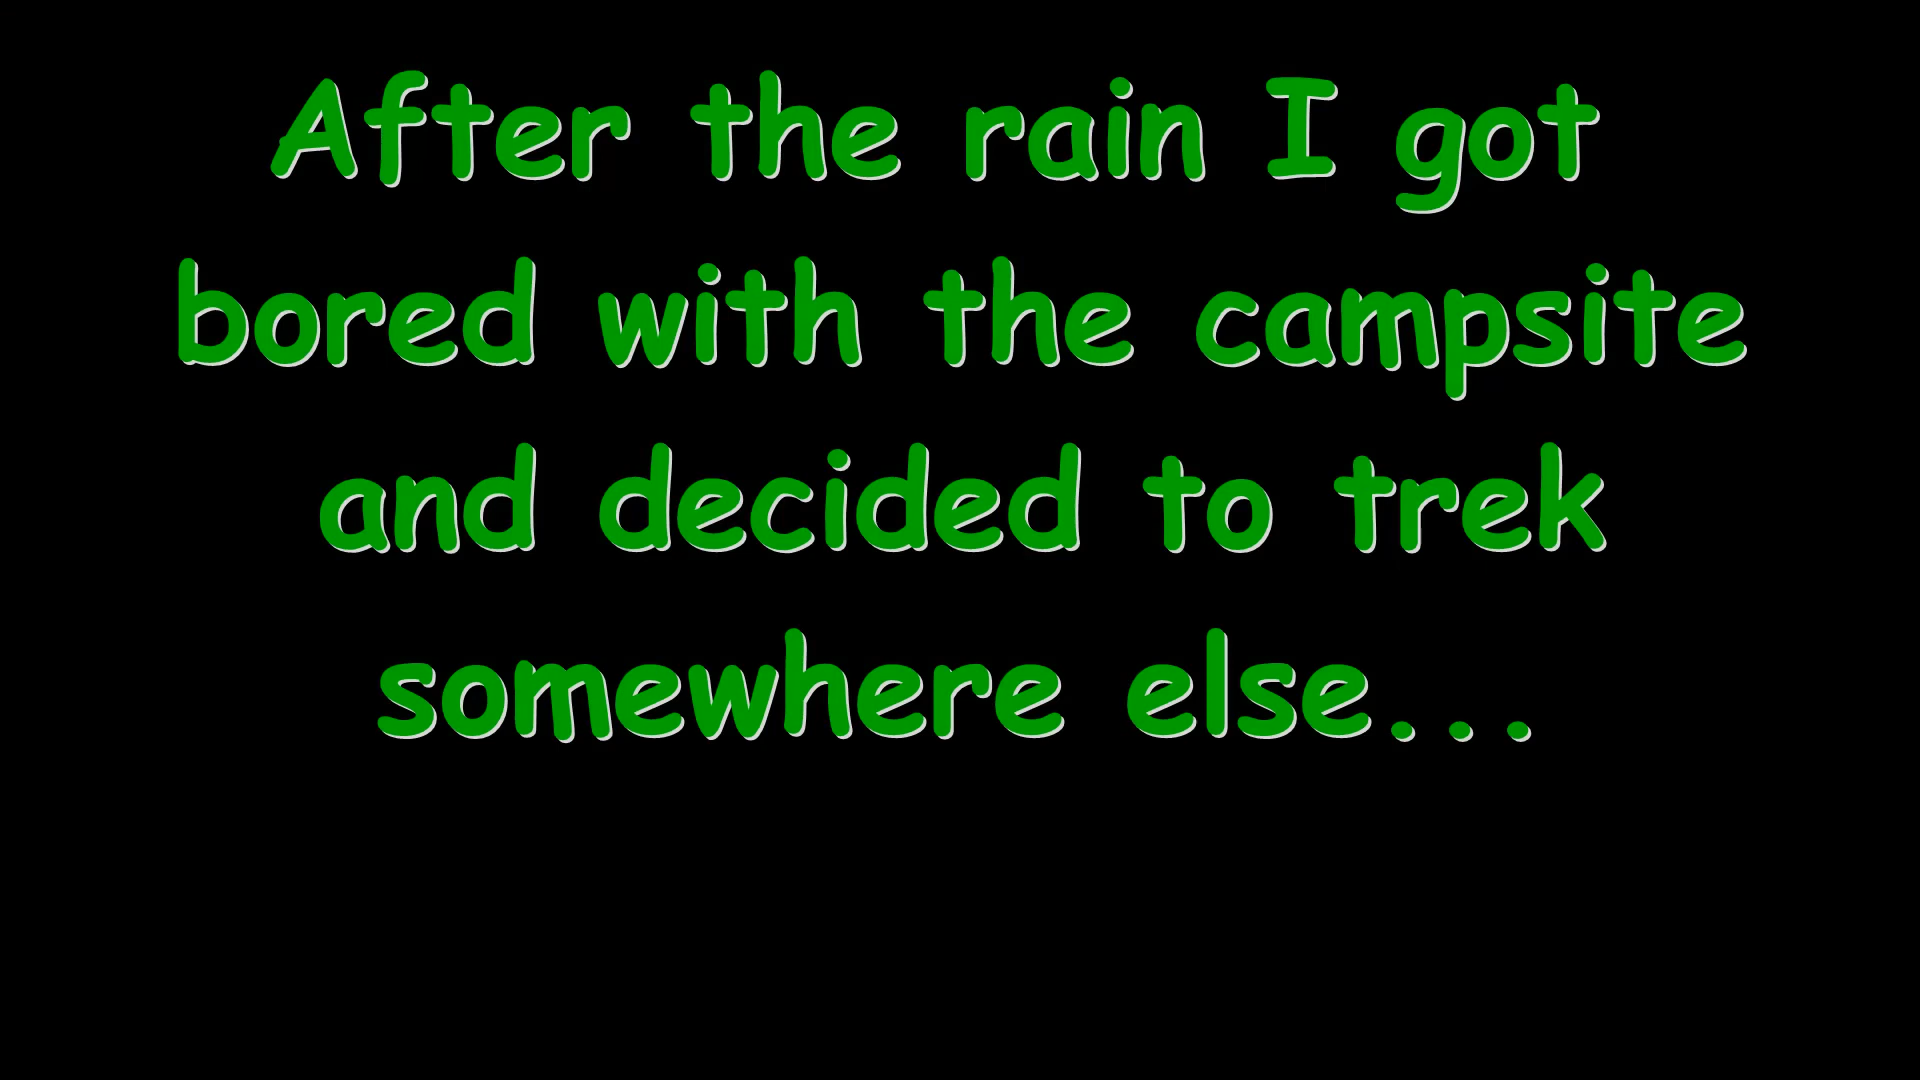 After the rain I got
bored with the campsite
and decided to trek
somewhere else...